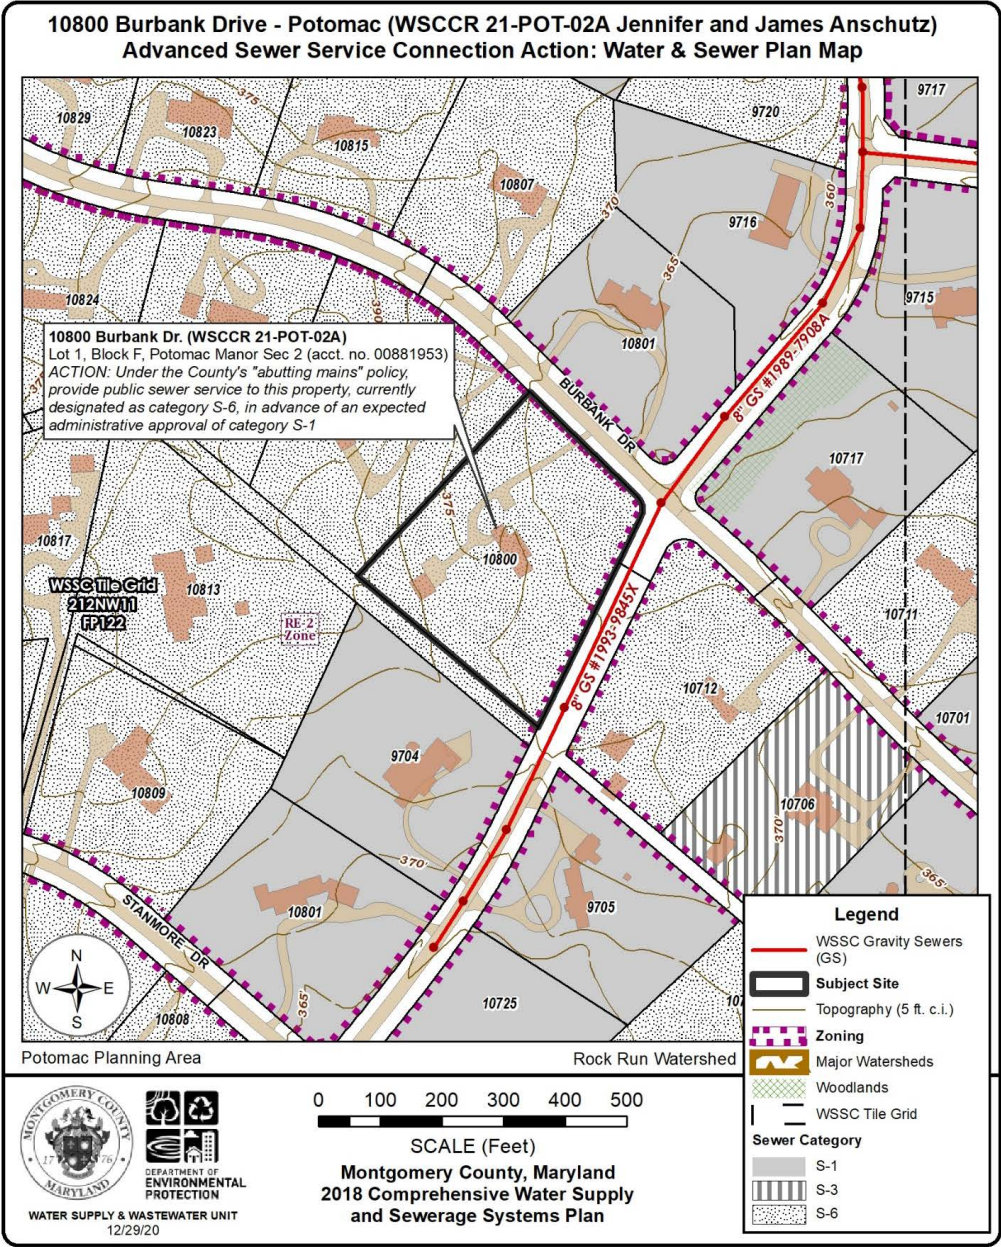 10800 Burbank Drive - Potomac (WSCCR 21-POT-02A Jennifer and James Anschutz)
Advanced Sewer Service Connection Action: Water & Sewer Plan Map
10829
375'
10823
10815
10807
9720
9717
370'
360'
9716
365'
9715
10824
390'
10801
8" GS #1989-7908A
10800 Burbank Dr. (WSCCR 21-POT-02A)
Lot 1, Block F, Potomac Manor Sec 2 (acct. no. 00881953)
ACTION: Under the County's "abutting mains" policy,
provide public sewer service to this property, currently
designated as category S-6, in advance of an expected
administrative approval of category S-1
BURBANK DR
10717
375'
10817
10800
10813
WSSC Tile Grid
212NW11
FP122
RE-2
Zone
8" GS #1993-9845X
10711
10712
10701
9704
10809
10706
370'
370'
365'
10801
9705
STANMORE DR
N
W E
S
365'
10725
10808
Potomac Planning Area
Rock Run Watershed
Legend
WSSC Gravity Sewers
(GS)
Subject Site
Topography (5 ft. c.i.)
Zoning
Major Watersheds
Woodlands
WSSC Tile Grid
Sewer Category
S-1
S-3
S-6
MONTGOMERY COUNTY
17 76
MARYLAND
DEPARTMENT OF
ENVIRONMENTAL
PROTECTION
WATER SUPPLY & WASTEWATER UNIT
12/29/20
0 100 200 300 400 500
SCALE (Feet)
Montgomery County, Maryland
2018 Comprehensive Water Supply
and Sewerage Systems Plan